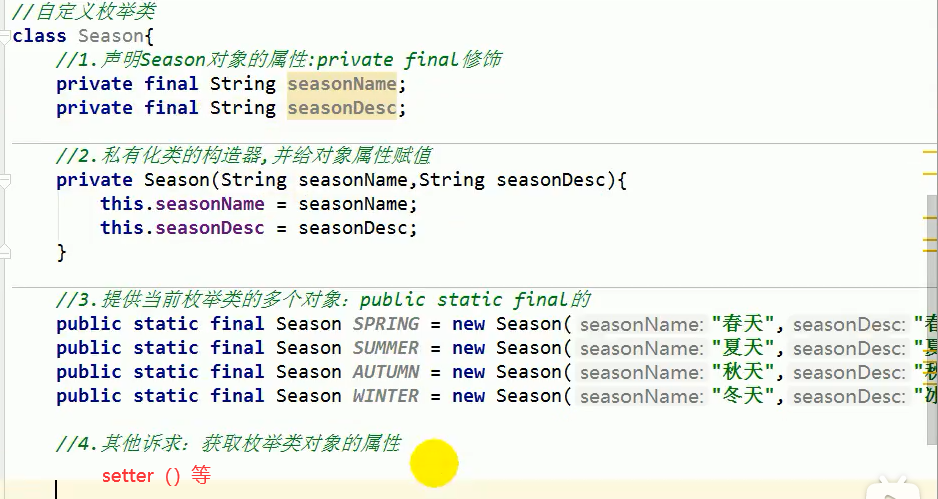 //自定义枚举类
class Season{
//1.声明Season对象的属性:private final修饰
private final String seasonName;
private final String seasonDesc;
//2.私有化类的构造器,并给对象属性赋值
private Season(String seasonName,String seasonDesc){
this.seasonName = seasonName;
this.seasonDesc = seasonDesc;
}
//3.提供当前枚举类的多个对象：public static final的
public static final Season SPRING = new Season( seasonName: "春天", seasonDesc: "春
public static final Season SUMMER = new Season( seasonName: "夏天", seasonDesc: "夏
public static final Season AUTUMN = new Season( seasonName: "秋天", seasonDesc: "秋
public static final Season WINTER = new Season( seasonName: "冬天", seasonDesc: "冰
//4.其他诉求：获取枚举类对象的属性
setter（）等